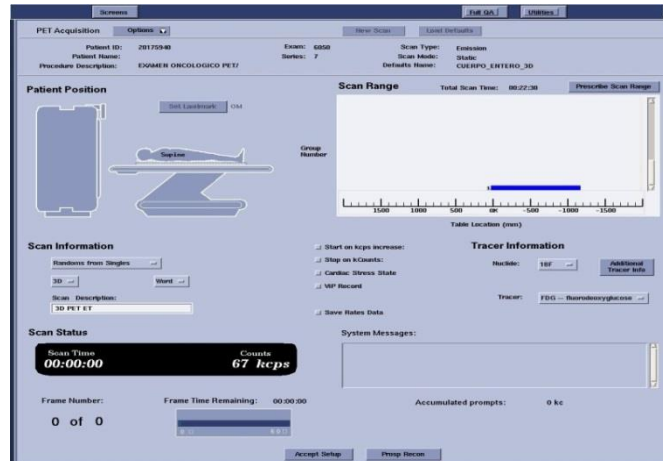 Screens Full QA Utilities
PET Acquisition Options New Scan Load Defaults
Patient ID: 20175940 Exam: 6050 Scan Type: Emission
Patient Name: Series: 7 Scan Mode: Static
Procedure Description: EXAMEN ONCOLOGICO PET/ Defaults Name: CUERPO_ENTERO_3D
Patient Position Scan Range Total Scan Time: 00:22:30 Prescribe Scan Range
Set Landmark OM
Supine
Group
Number
1
1500 1000 500 OM -500 -1000 -1500
Table Location (mm)
Scan Information Start on kcps increase: Tracer Information
Randoms from Singles Stop on KCounts: Nuclide: 18F Additional
Tracer Info
Cardiac Stress State
3D Word VIP Record
Scan Description: Tracer: FDG -- fluorodeoxyglucose
3D PET ET Save Rates Data
Scan Status System Messages:
Scan Time Counts
00:00:00 67 kcps
Frame Number: Frame Time Remaining: 00:00:00 Accumulated prompts: 0 kc
0 of 0
Accept Setup Prosp Recon